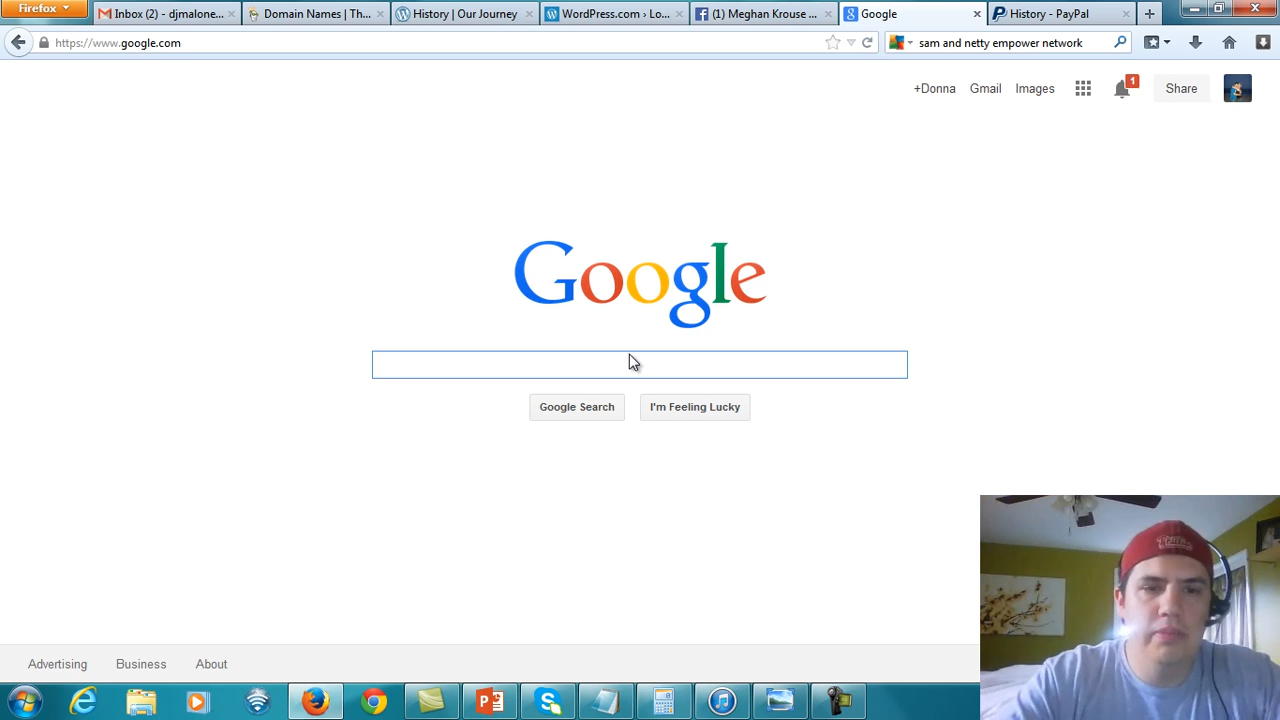 Firefox
Inbox (2) - djmalone...
Domain Names | Th...
History | Our Journey
WordPress.com › Lo...
(1) Meghan Krouse ...
Google
History - PayPal
https://www.google.com
sam and netty empower network
+Donna Gmail Images 1 Share
Google
Google Search I'm Feeling Lucky
Phillies
Advertising Business About